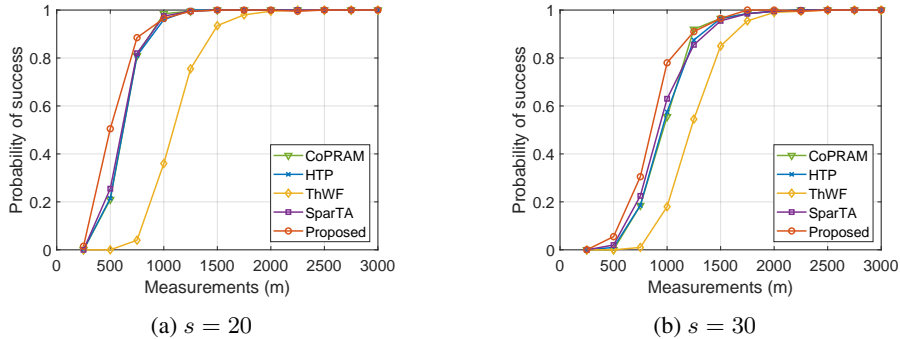 Probability of success
1
0.8
0.6
0.4
0.2
0
0 500 1000 1500 2000 2500 3000
Measurements (m)
CoPRAM
HTP
ThWF
SparTA
Proposed
(a) s = 20
Probability of success
1
0.8
0.6
0.4
0.2
0
0 500 1000 1500 2000 2500 3000
Measurements (m)
CoPRAM
HTP
ThWF
SparTA
Proposed
(b) s = 30